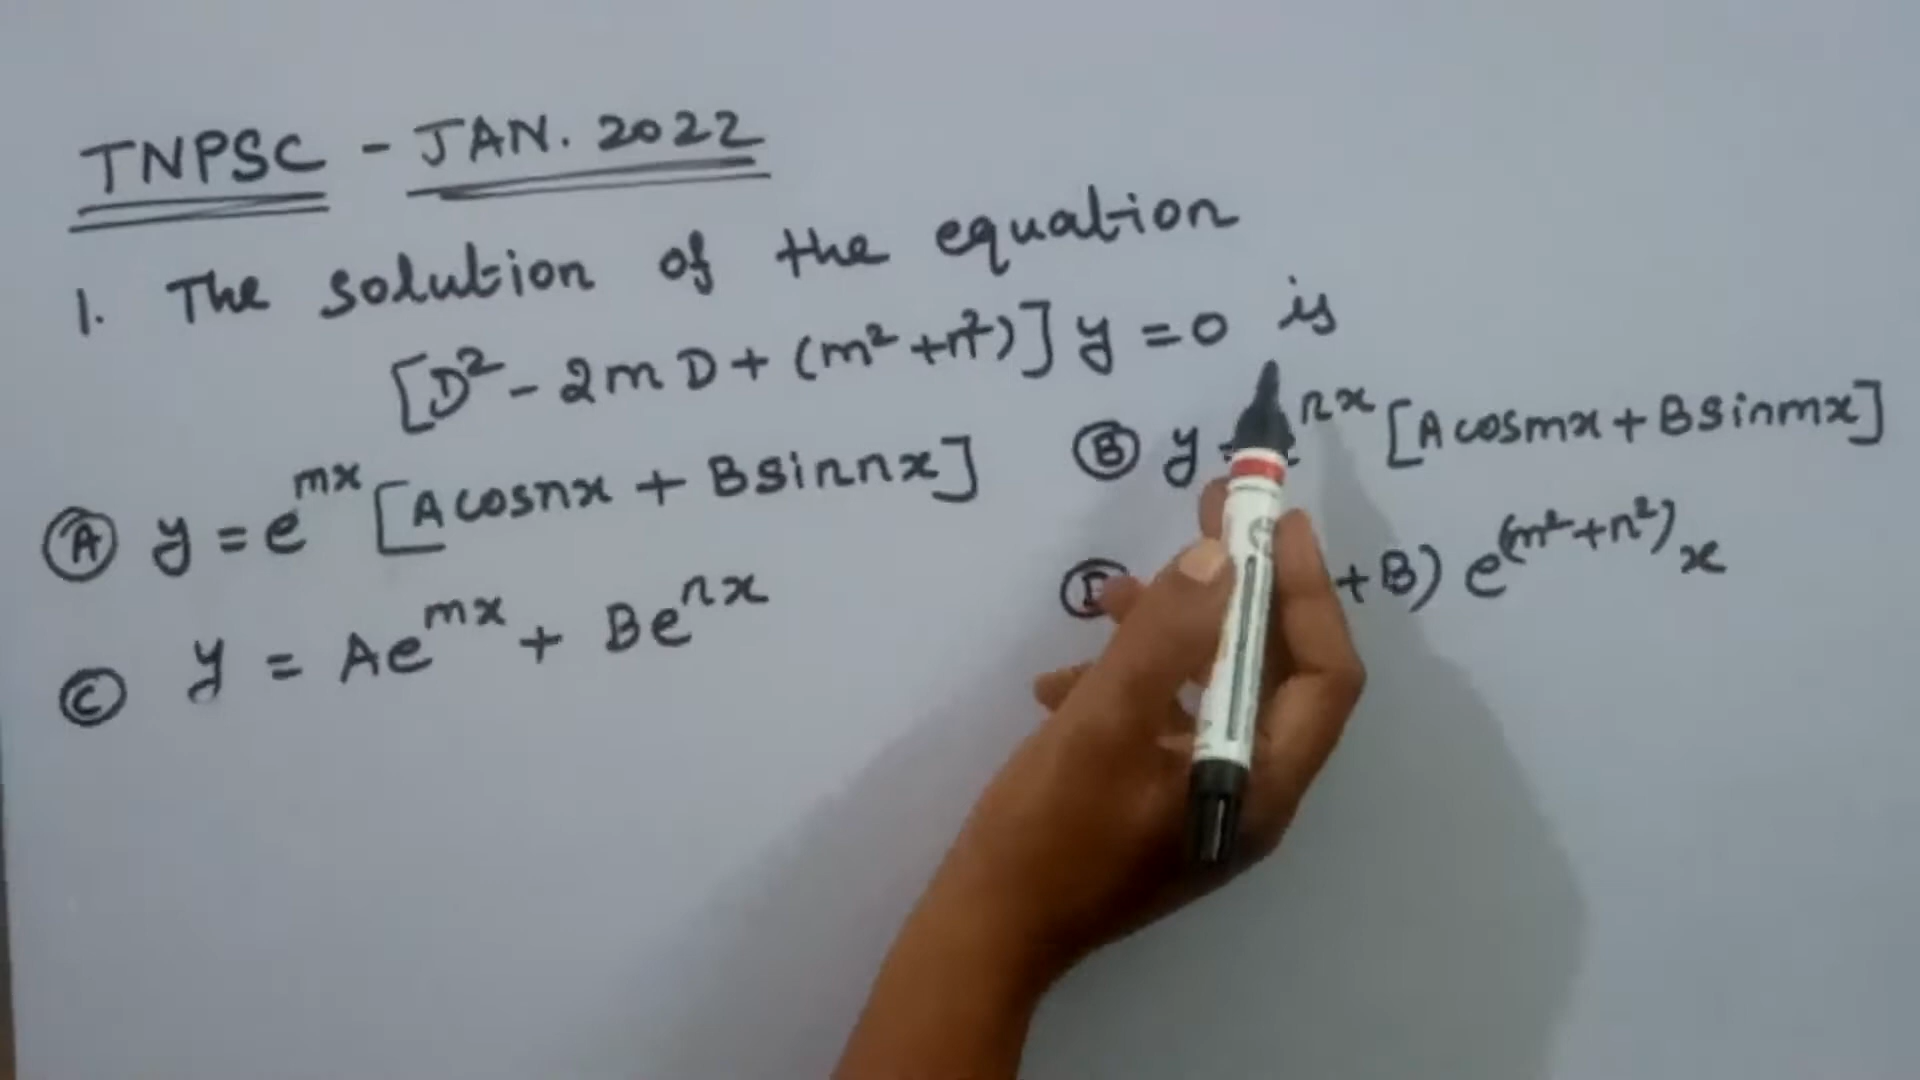 TNPSC - JAN. 2022
1. The solution of the equation
[D² - 2mD + (m² + n²)] y = 0 is
(A) y = e^mx [A cosnx + B sinnx]
(B) y e^nx [A cosmx + B sinmx]
(C) y = Ae^mx + Be^nx
+ B) e^(m² + n²)x